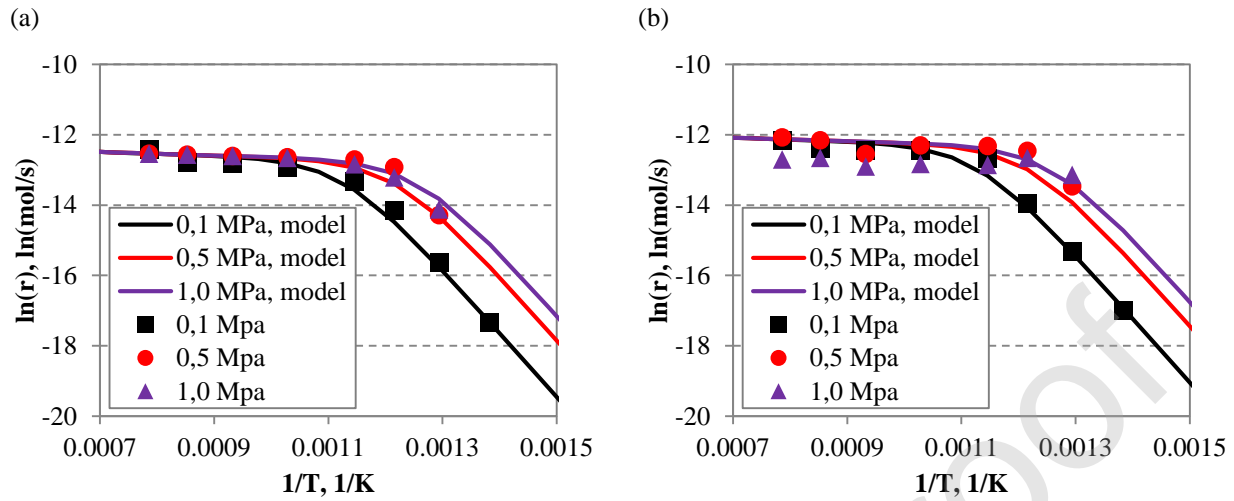 (a)
-10
-12
-14
-16
-18
-20
ln(r), ln(mol/s)
0,1 MPa, model
0,5 MPa, model
1,0 MPa, model
0,1 Mpa
0,5 Mpa
1,0 Mpa
0.0007
0.0009
0.0011
0.0013
0.0015
1/T, 1/K
(b)
-10
-12
-14
-16
-18
-20
ln(r), ln(mol/s)
0,1 MPa, model
0,5 MPa, model
1,0 MPa, model
0,1 Mpa
0,5 Mpa
1,0 Mpa
0.0007
0.0009
0.0011
0.0013
0.0015
1/T, 1/K
roof